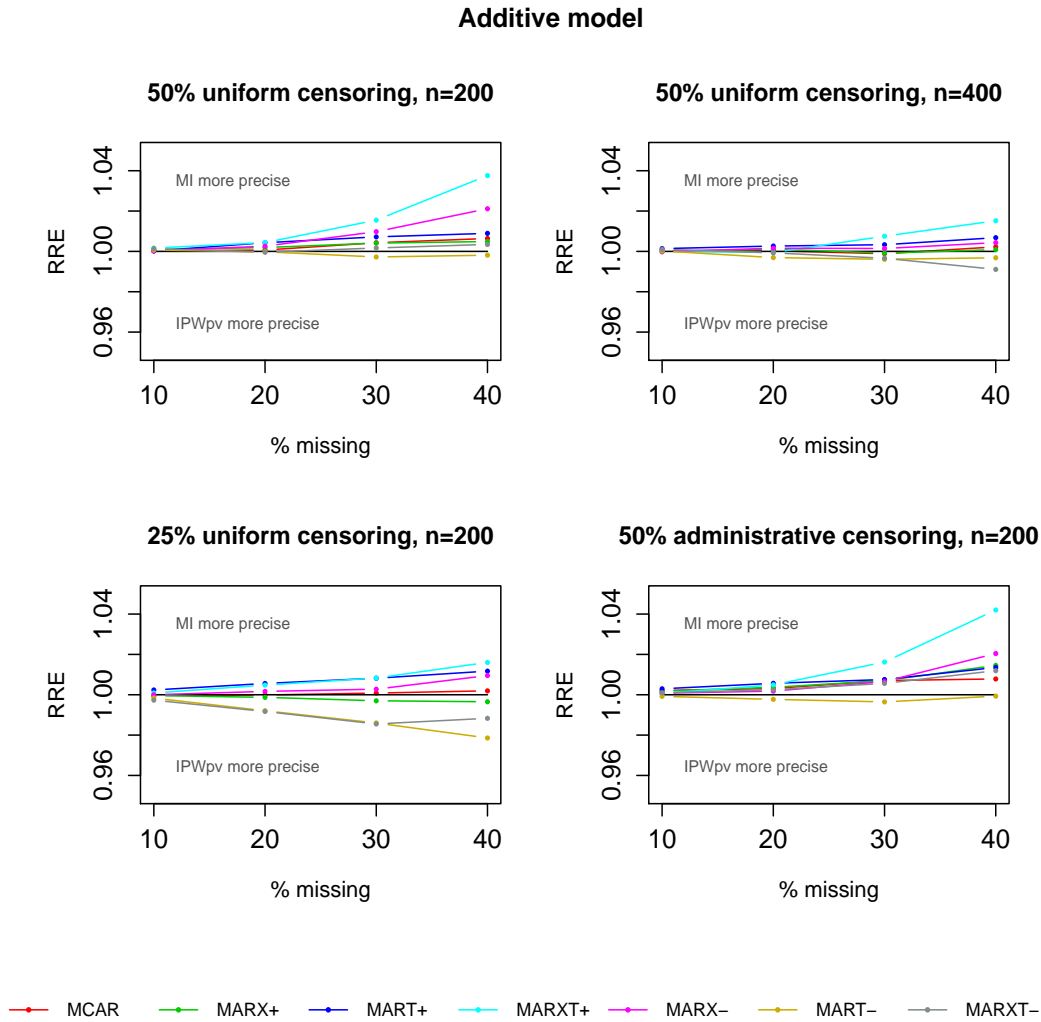 Additive model
50% uniform censoring, n=200
RRE
1.04
1.00
0.96
MI more precise
IPWpv more precise
10 20 30 40
% missing
50% uniform censoring, n=400
RRE
1.04
1.00
0.96
MI more precise
IPWpv more precise
10 20 30 40
% missing
25% uniform censoring, n=200
RRE
1.04
1.00
0.96
MI more precise
IPWpv more precise
10 20 30 40
% missing
50% administrative censoring, n=200
RRE
1.04
1.00
0.96
MI more precise
IPWpv more precise
10 20 30 40
% missing
MCAR MARX+ MART+ MARXT+ MARX− MART− MARXT−